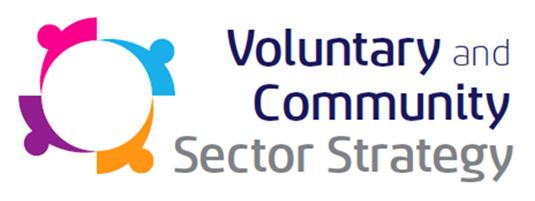 Voluntary and
Community
Sector Strategy